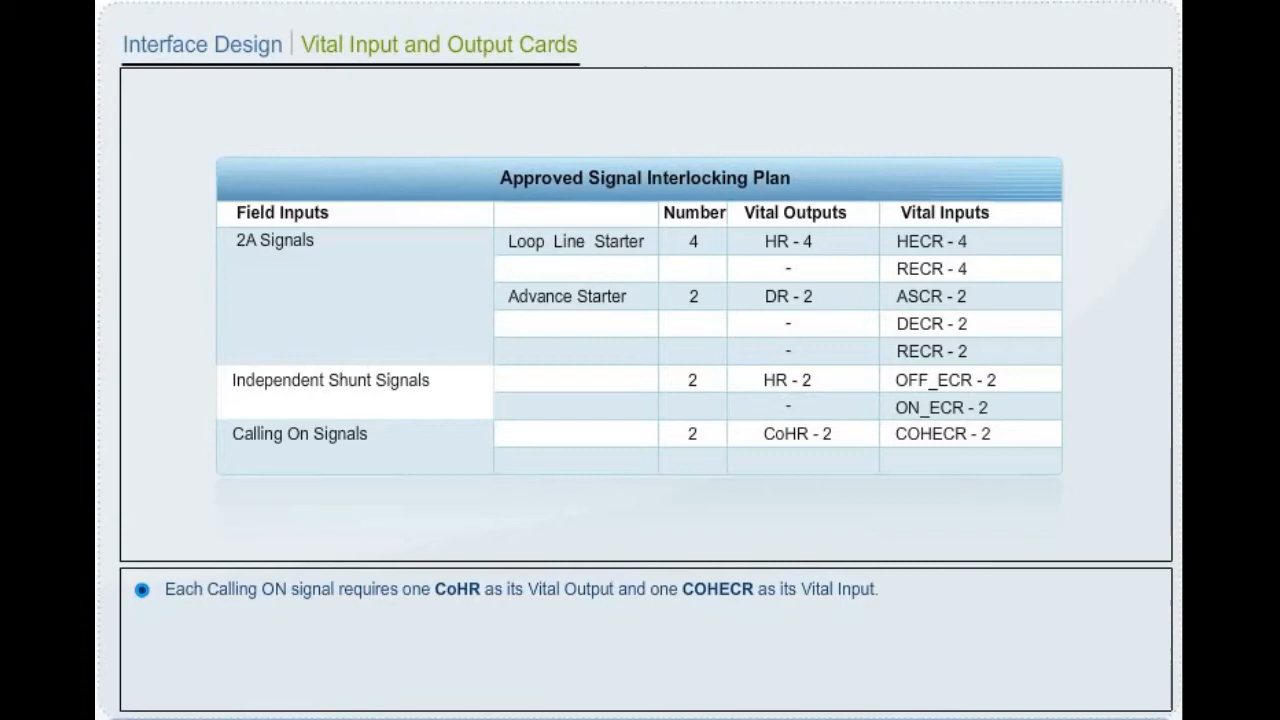 Interface Design | Vital Input and Output Cards
Approved Signal Interlocking Plan
Field Inputs Number Vital Outputs Vital Inputs
2A Signals Loop Line Starter 4 HR - 4 HECR - 4
- RECR - 4
Advance Starter 2 DR - 2 ASCR - 2
- DECR - 2
- RECR - 2
Independent Shunt Signals 2 HR - 2 OFF_ECR - 2
- ON_ECR - 2
Calling On Signals 2 CoHR - 2 COHECR - 2
Each Calling ON signal requires one CoHR as its Vital Output and one COHECR as its Vital Input.